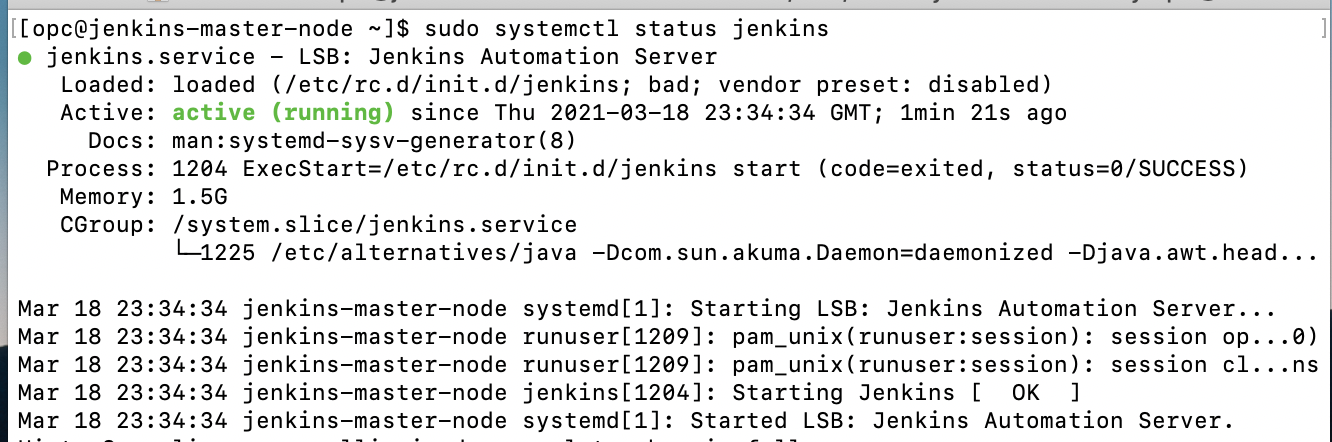 [[opc@jenkins-master-node ~]$ sudo systemctl status jenkins ]
● jenkins.service - LSB: Jenkins Automation Server
Loaded: loaded (/etc/rc.d/init.d/jenkins; bad; vendor preset: disabled)
Active: active (running) since Thu 2021-03-18 23:34:34 GMT; 1min 21s ago
Docs: man:systemd-sysv-generator(8)
Process: 1204 ExecStart=/etc/rc.d/init.d/jenkins start (code=exited, status=0/SUCCESS)
Memory: 1.5G
CGroup: /system.slice/jenkins.service
└─1225 /etc/alternatives/java -Dcom.sun.akuma.Daemon=daemonized -Djava.awt.head...
Mar 18 23:34:34 jenkins-master-node systemd[1]: Starting LSB: Jenkins Automation Server...
Mar 18 23:34:34 jenkins-master-node runuser[1209]: pam_unix(runuser:session): session op...0)
Mar 18 23:34:34 jenkins-master-node runuser[1209]: pam_unix(runuser:session): session cl...ns
Mar 18 23:34:34 jenkins-master-node jenkins[1204]: Starting Jenkins [  OK  ]
Mar 18 23:34:34 jenkins-master-node systemd[1]: Started LSB: Jenkins Automation Server.